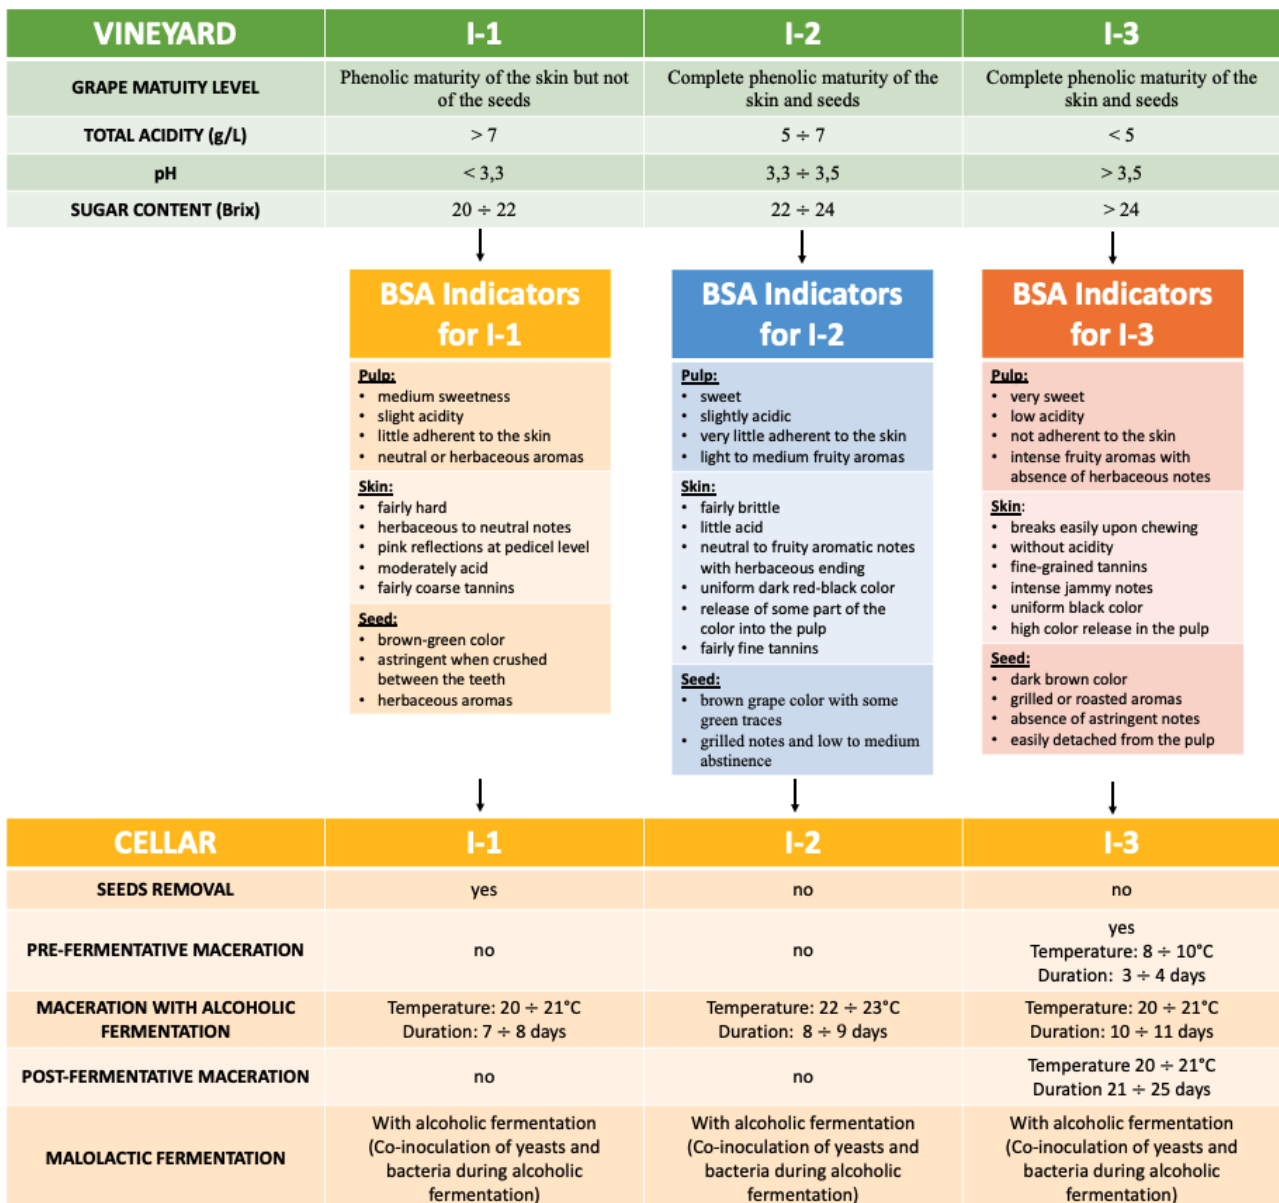 VINEYARD I-1 I-2 I-3
GRAPE MATUITY LEVEL
Phenolic maturity of the skin but not
of the seeds
Complete phenolic maturity of the
skin and seeds
Complete phenolic maturity of the
skin and seeds
TOTAL ACIDITY (g/L) > 7 5 ÷ 7 < 5
pH < 3,3 3,3 ÷ 3,5 > 3,5
SUGAR CONTENT (Brix) 20 ÷ 22 22 ÷ 24 > 24
BSA Indicators
for I-1
Pulp:
• medium sweetness
• slight acidity
• little adherent to the skin
• neutral or herbaceous aromas
Skin:
• fairly hard
• herbaceous to neutral notes
• pink reflections at pedicel level
• moderately acid
• fairly coarse tannins
Seed:
• brown-green color
• astringent when crushed
between the teeth
• herbaceous aromas
BSA Indicators
for I-2
Pulp:
• sweet
• slightly acidic
• very little adherent to the skin
• light to medium fruity aromas
Skin:
• fairly brittle
• little acid
• neutral to fruity aromatic notes
with herbaceous ending
• uniform dark red-black color
• release of some part of the
color into the pulp
• fairly fine tannins
Seed:
• brown grape color with some
green traces
• grilled notes and low to medium
abstinence
BSA Indicators
for I-3
Pulp:
• very sweet
• low acidity
• not adherent to the skin
• intense fruity aromas with
absence of herbaceous notes
Skin:
• breaks easily upon chewing
• without acidity
• fine-grained tannins
• intense jammy notes
• uniform black color
• high color release in the pulp
Seed:
• dark brown color
• grilled or roasted aromas
• absence of astringent notes
• easily detached from the pulp
CELLAR I-1 I-2 I-3
SEEDS REMOVAL yes no no
PRE-FERMENTATIVE MACERATION no no
yes
Temperature: 8 ÷ 10°C
Duration: 3 ÷ 4 days
MACERATION WITH ALCOHOLIC
FERMENTATION
Temperature: 20 ÷ 21°C
Duration: 7 ÷ 8 days
Temperature: 22 ÷ 23°C
Duration: 8 ÷ 9 days
Temperature: 20 ÷ 21°C
Duration: 10 ÷ 11 days
POST-FERMENTATIVE MACERATION no no
Temperature 20 ÷ 21°C
Duration 21 ÷ 25 days
MALOLACTIC FERMENTATION
With alcoholic fermentation
(Co-inoculation of yeasts and
bacteria during alcoholic
fermentation)
With alcoholic fermentation
(Co-inoculation of yeasts and
bacteria during alcoholic
fermentation)
With alcoholic fermentation
(Co-inoculation of yeasts and
bacteria during alcoholic
fermentation)